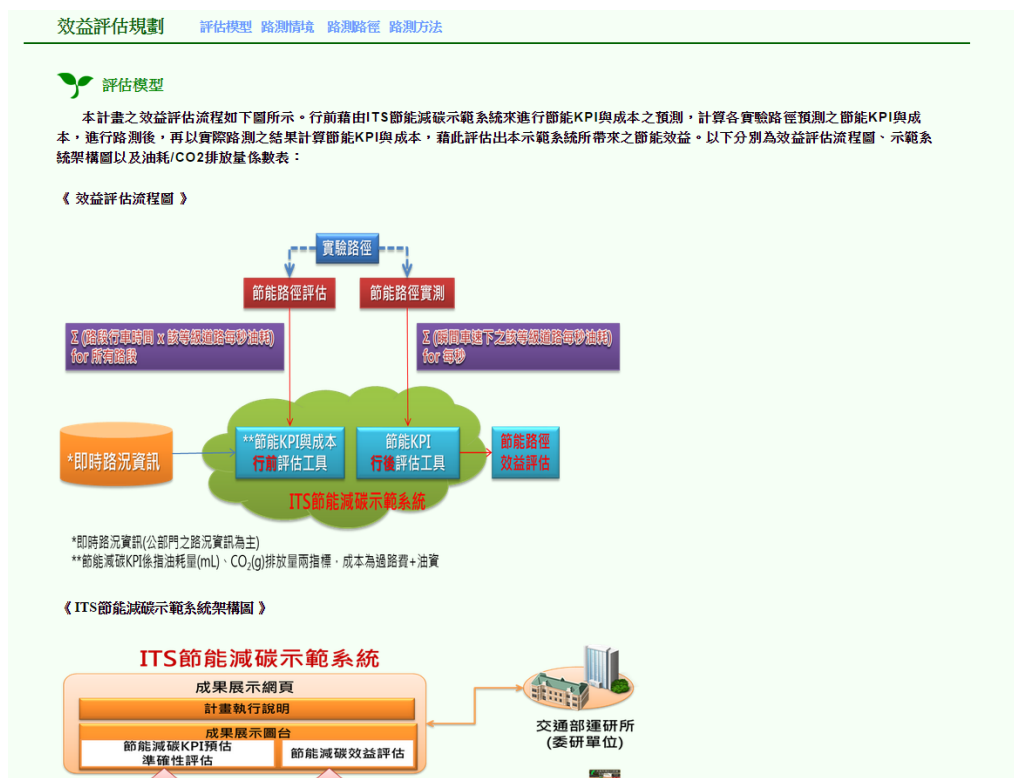 效益評估規劃 評估模型 路測情境 路測路徑 路測方法
評估模型
本計畫之效益評估流程如下圖所示。行前藉由ITS節能減碳示範系統來進行節能KPI與成本之預測，計算各實驗路徑預測之節能KPI與成
本，進行路測後，再以實際路測之結果計算節能KPI與成本，藉此評估出本示範系統所帶來之節能效益。以下分別為效益評估流程圖、示範系
統架構圖以及油耗/CO2排放量係數表：
《 效益評估流程圖 》
實驗路徑
節能路徑評估
節能路徑實測
Σ (路段行車時間 x 該等級道路每秒油耗)
for 所有路段
Σ (瞬間車速下之該等級道路每秒油耗)
for 每秒
*即時路況資訊
**節能KPI與成本
行前評估工具
節能KPI
行後評估工具
節能路徑
效益評估
ITS節能減碳示範系統
*即時路況資訊(公部門之路況資訊為主)
**節能減碳KPI係指油耗量(mL)、CO2(g)排放量兩指標，成本為過路費+油資
《 ITS節能減碳示範系統架構圖 》
ITS節能減碳示範系統
成果展示網頁
計畫執行說明
成果展示圖台
節能減碳KPI預估
準確性評估
節能減碳效益評估
交通部運研所
(委研單位)